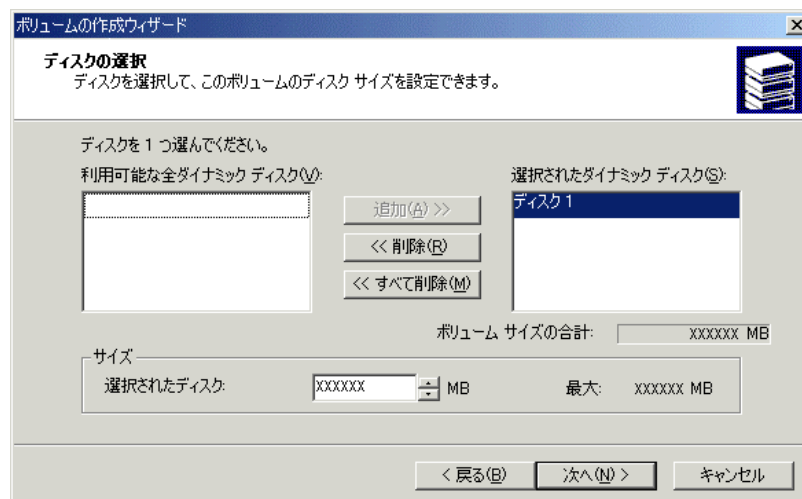 ボリュームの作成ウィザード
ディスクの選択
ディスクを選択して、このボリュームのディスク サイズを設定できます。
ディスクを 1 つ選んでください。
利用可能な全ダイナミック ディスク(V):
選択されたダイナミック ディスク(S):
ディスク 1
追加(A) >>
<< 削除(R)
<< すべて削除(M)
ボリューム サイズの合計: XXXXXX MB
サイズ
選択されたディスク: XXXXXX MB 最大: XXXXXX MB
< 戻る(B) 次へ(N) > キャンセル